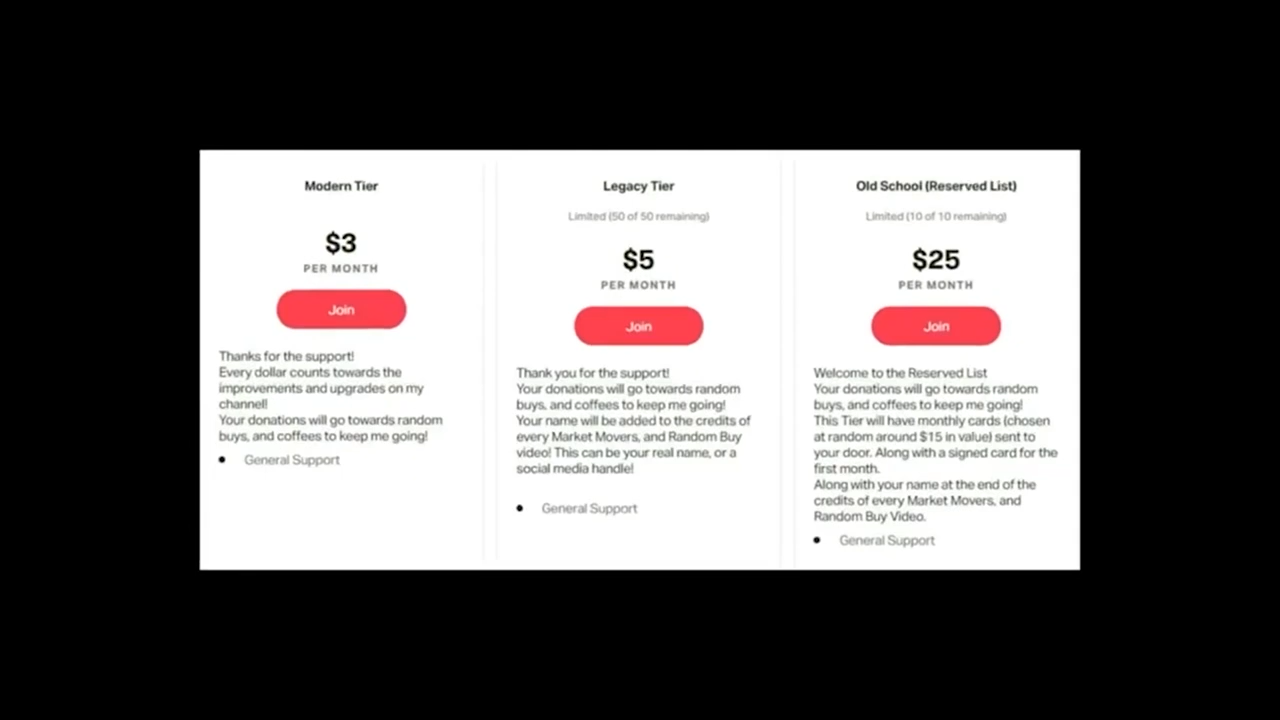 Modern Tier
$3
PER MONTH
Join
Thanks for the support!
Every dollar counts towards the
improvements and upgrades on my
channel!
Your donations will go towards random
buys, and coffees to keep me going!
General Support
Legacy Tier
Limited (50 of 50 remaining)
$5
PER MONTH
Join
Thank you for the support!
Your donations will go towards random
buys, and coffees to keep me going!
Your name will be added to the credits of
every Market Movers, and Random Buy
video! This can be your real name, or a
social media handle!
General Support
Old School (Reserved List)
Limited (10 of 10 remaining)
$25
PER MONTH
Join
Welcome to the Reserved List
Your donations will go towards random
buys, and coffees to keep me going!
This Tier will have monthly cards (chosen
at random around $15 in value) sent to
your door. Along with a signed card for the
first month.
Along with your name at the end of the
credits of every Market Movers, and
Random Buy Video.
General Support